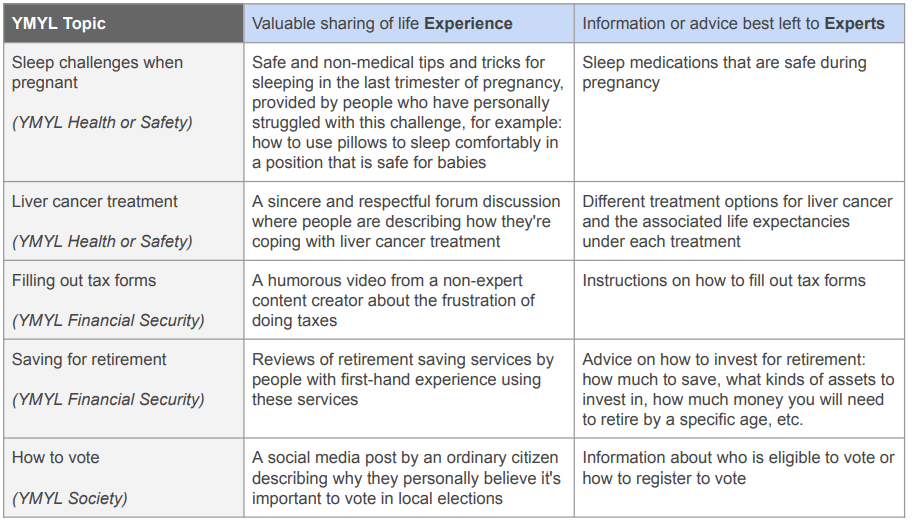 YMYL Topic
Valuable sharing of life Experience
Information or advice best left to Experts
Sleep challenges when
pregnant
(YMYL Health or Safety)
Safe and non-medical tips and tricks for
sleeping in the last trimester of pregnancy,
provided by people who have personally
struggled with this challenge, for example:
how to use pillows to sleep comfortably in
a position that is safe for babies
Sleep medications that are safe during
pregnancy
Liver cancer treatment
(YMYL Health or Safety)
A sincere and respectful forum discussion
where people are describing how they're
coping with liver cancer treatment
Different treatment options for liver cancer
and the associated life expectancies
under each treatment
Filling out tax forms
(YMYL Financial Security)
A humorous video from a non-expert
content creator about the frustration of
doing taxes
Instructions on how to fill out tax forms
Saving for retirement
(YMYL Financial Security)
Reviews of retirement saving services by
people with first-hand experience using
these services
Advice on how to invest for retirement:
how much to save, what kinds of assets to
invest in, how much money you will need
to retire by a specific age, etc.
How to vote
(YMYL Society)
A social media post by an ordinary citizen
describing why they personally believe it's
important to vote in local elections
Information about who is eligible to vote or
how to register to vote